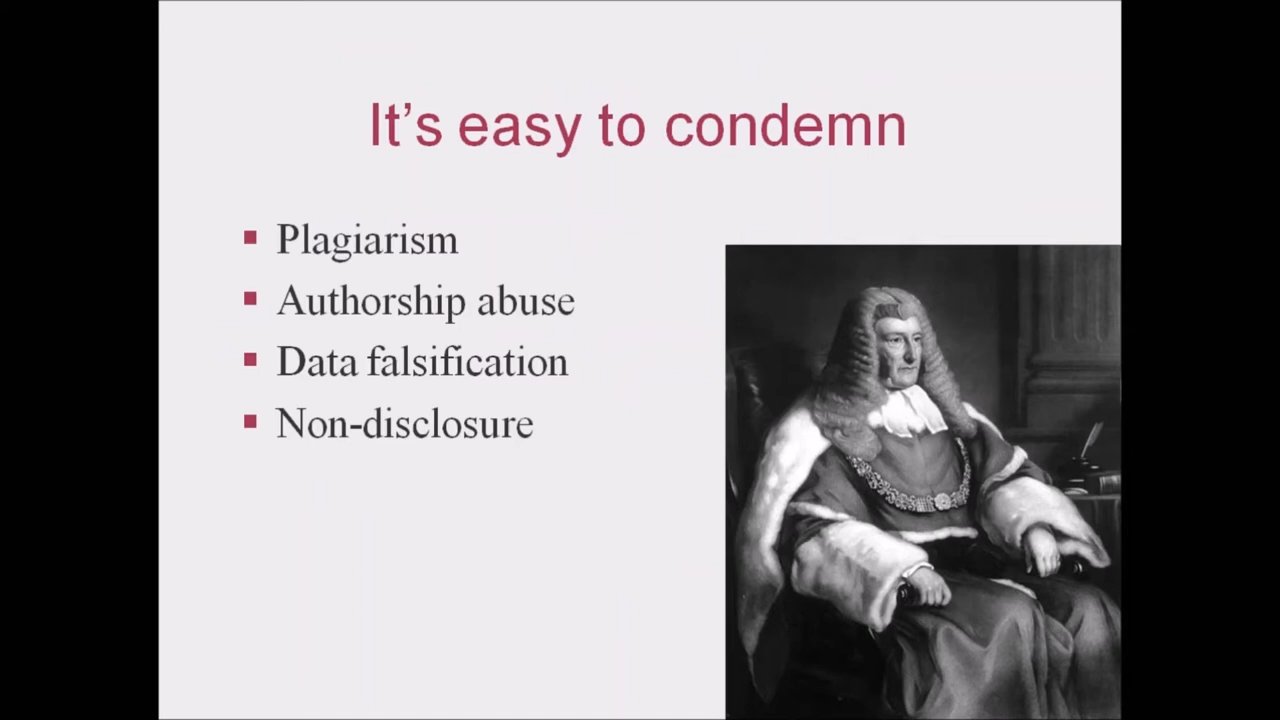 It's easy to condemn
Plagiarism
Authorship abuse
Data falsification
Non-disclosure